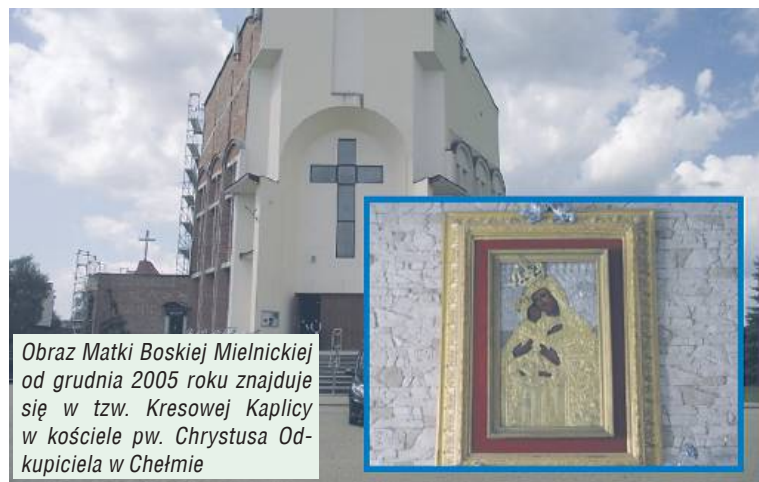 Obraz Matki Boskiej Mielnickiej
od grudnia 2005 roku znajduje
się w tzw. Kresowej Kaplicy
w kościele pw. Chrystusa Od-
kupiciela w Chełmie